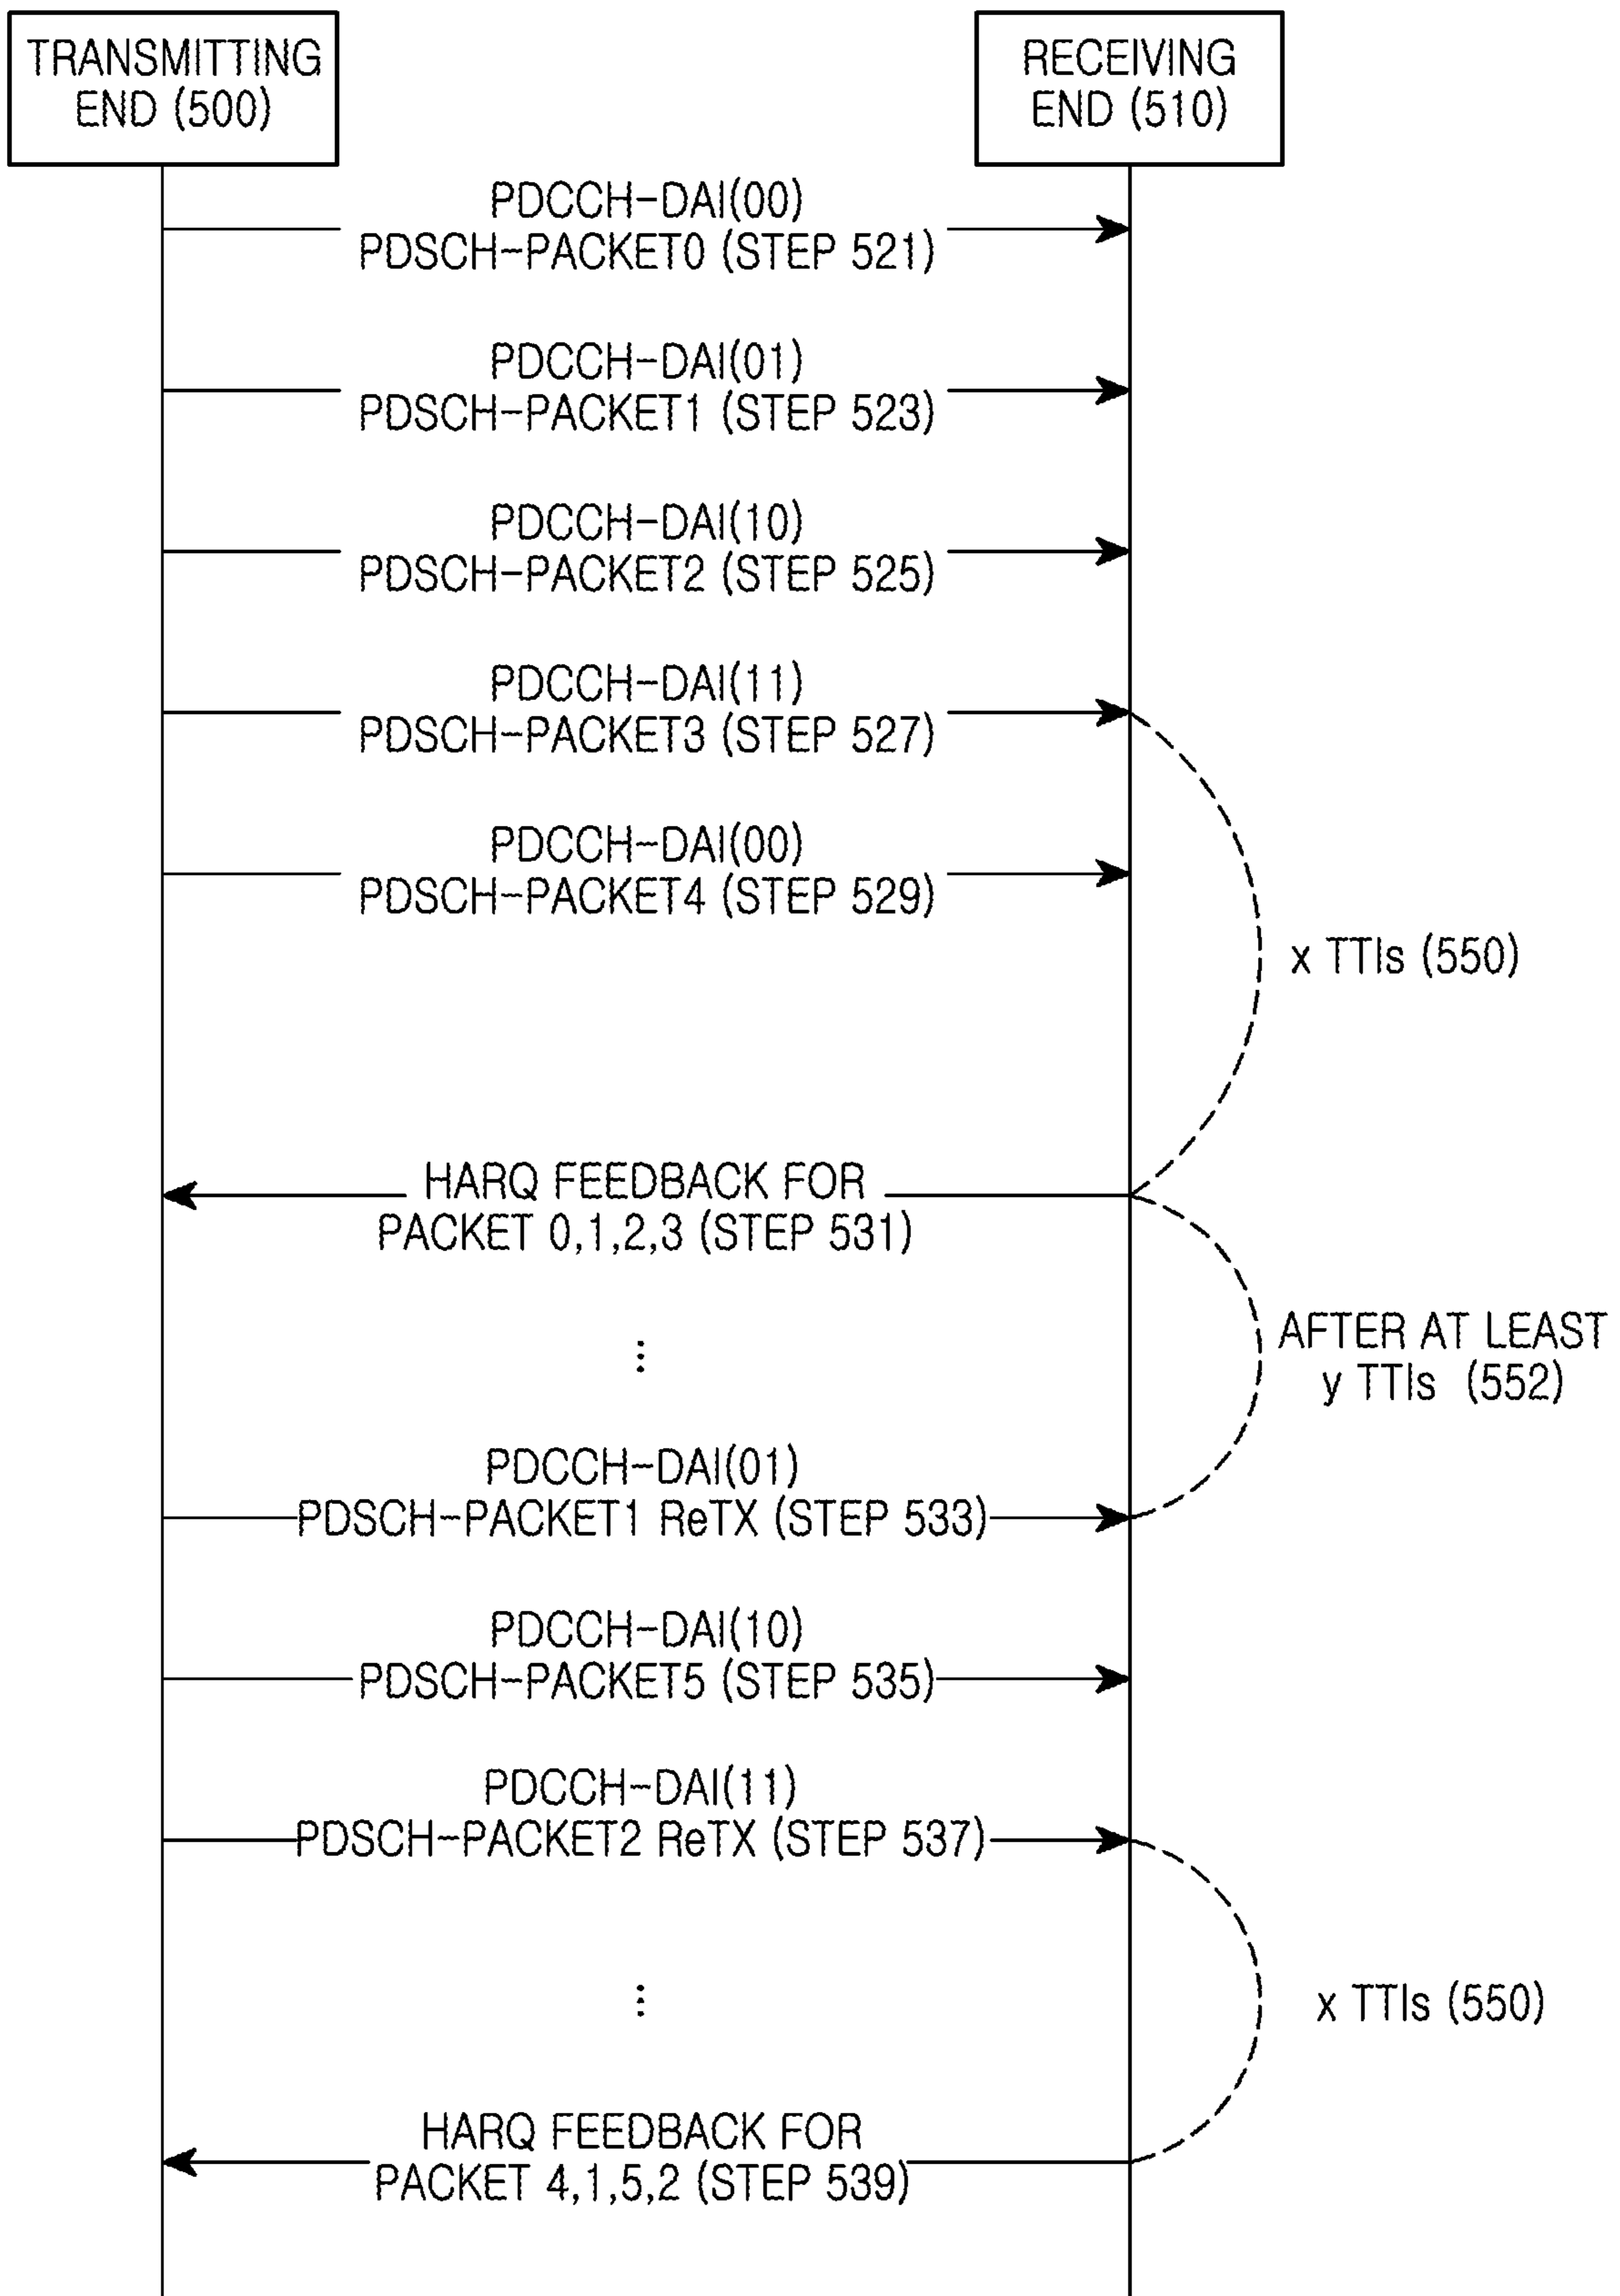 TRANSMITTING
END (500)
RECEIVING
END (510)
PDCCH-DAI(00)
PDSCH-PACKET0 (STEP 521)
PDCCH-DAI(01)
PDSCH-PACKET1 (STEP 523)
PDCCH-DAI(10)
PDSCH-PACKET2 (STEP 525)
PDCCH-DAI(11)
PDSCH-PACKET3 (STEP 527)
PDCCH-DAI(00)
PDSCH-PACKET4 (STEP 529)
x TTIs (550)
HARQ FEEDBACK FOR
PACKET 0,1,2,3 (STEP 531)
AFTER AT LEAST
y TTIs (552)
PDCCH-DAI(01)
PDSCH-PACKET1 ReTX (STEP 533)
PDCCH-DAI(10)
PDSCH-PACKET5 (STEP 535)
PDCCH-DAI(11)
PDSCH-PACKET2 ReTX (STEP 537)
x TTIs (550)
HARQ FEEDBACK FOR
PACKET 4,1,5,2 (STEP 539)